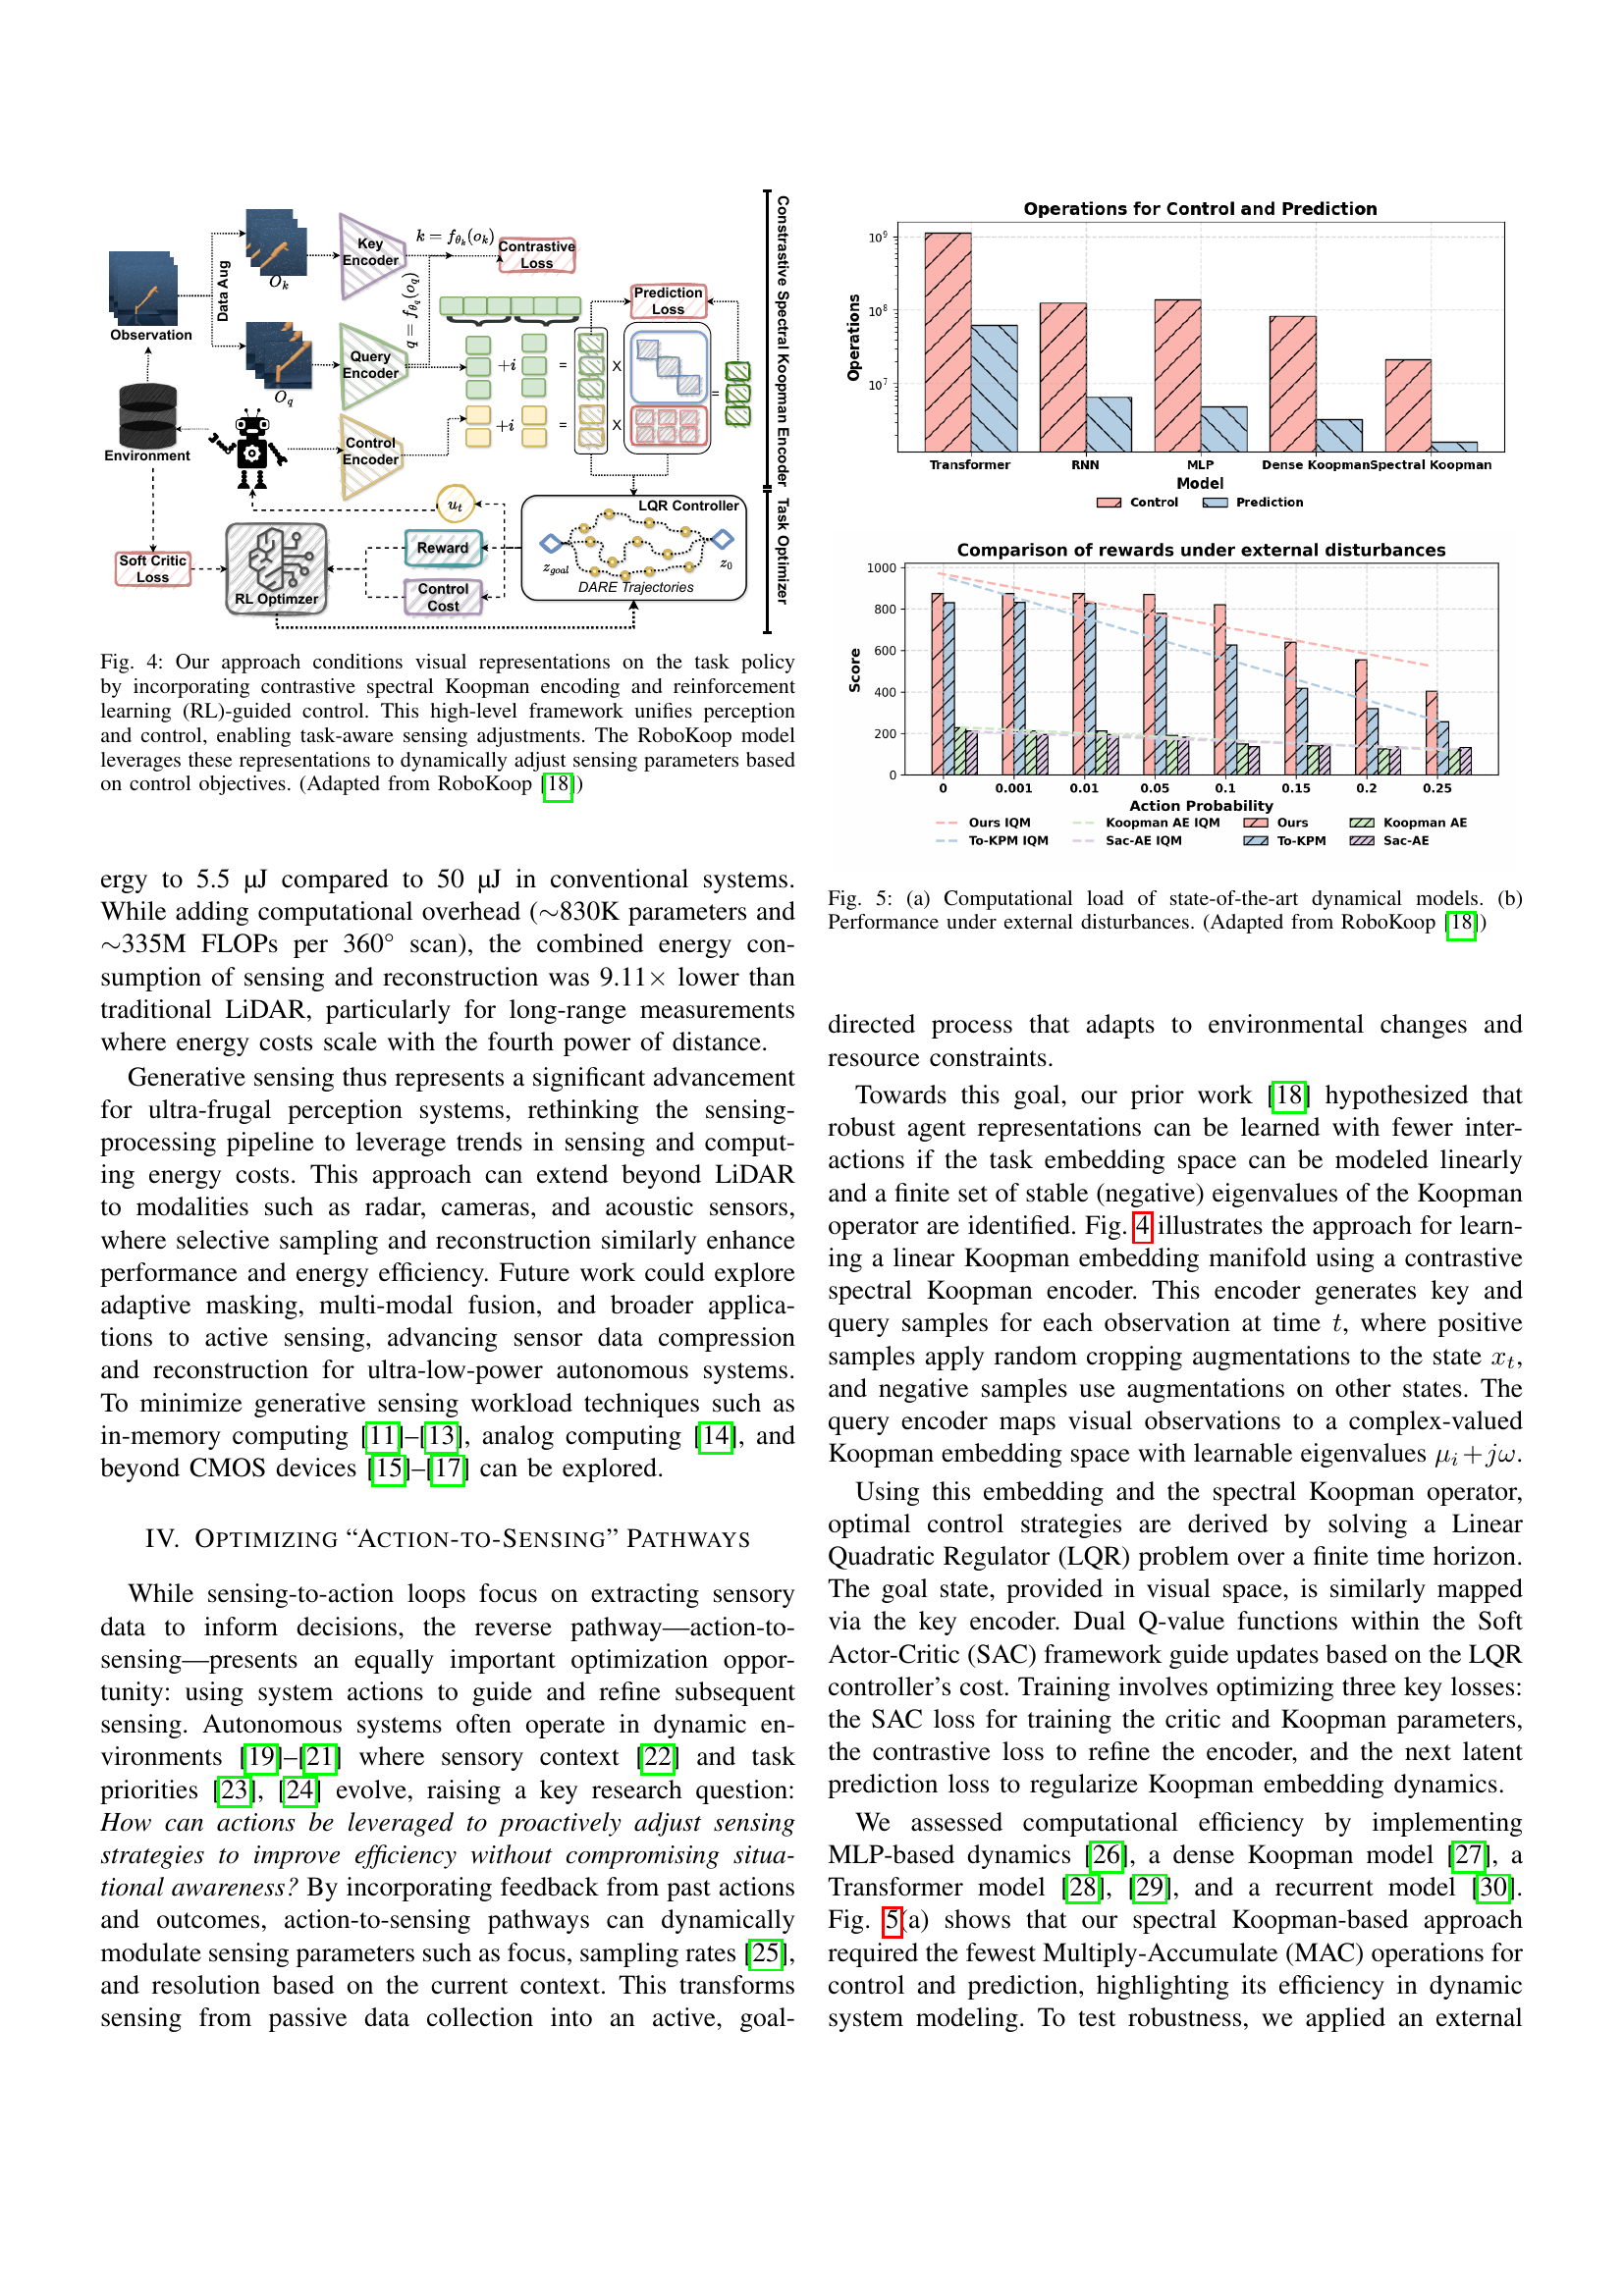 Observation
Data Aug
O_k
O_q
Key
Encoder
Query
Encoder
Control
Encoder
k = f_{θ_k}(o_k)
q = f_{θ_q}(o_q)
Contrastive
Loss
Prediction
Loss
+i
=
X
+i
=
X
=
Environment
Soft Critic
Loss
RL Optimzer
u_t
Reward
Control
Cost
LQR Controller
z_{goal}
z_0
DARE Trajectories
Constrastive Spectral Koopman Encoder
Task Optimizer
Fig. 4: Our approach conditions visual representations on the task policy
by incorporating contrastive spectral Koopman encoding and reinforcement
learning (RL)-guided control. This high-level framework unifies perception
and control, enabling task-aware sensing adjustments. The RoboKoop model
leverages these representations to dynamically adjust sensing parameters based
on control objectives. (Adapted from RoboKoop [18])
ergy to 5.5 µJ compared to 50 µJ in conventional systems.
While adding computational overhead (∼830K parameters and
∼335M FLOPs per 360° scan), the combined energy con-
sumption of sensing and reconstruction was 9.11× lower than
traditional LiDAR, particularly for long-range measurements
where energy costs scale with the fourth power of distance.
Generative sensing thus represents a significant advancement
for ultra-frugal perception systems, rethinking the sensing-
processing pipeline to leverage trends in sensing and comput-
ing energy costs. This approach can extend beyond LiDAR
to modalities such as radar, cameras, and acoustic sensors,
where selective sampling and reconstruction similarly enhance
performance and energy efficiency. Future work could explore
adaptive masking, multi-modal fusion, and broader applica-
tions to active sensing, advancing sensor data compression
and reconstruction for ultra-low-power autonomous systems.
To minimize generative sensing workload techniques such as
in-memory computing [11]–[13], analog computing [14], and
beyond CMOS devices [15]–[17] can be explored.
IV. OPTIMIZING “ACTION-TO-SENSING” PATHWAYS
While sensing-to-action loops focus on extracting sensory
data to inform decisions, the reverse pathway—action-to-
sensing—presents an equally important optimization oppor-
tunity: using system actions to guide and refine subsequent
sensing. Autonomous systems often operate in dynamic en-
vironments [19]–[21] where sensory context [22] and task
priorities [23], [24] evolve, raising a key research question:
How can actions be leveraged to proactively adjust sensing
strategies to improve efficiency without compromising situa-
tional awareness? By incorporating feedback from past actions
and outcomes, action-to-sensing pathways can dynamically
modulate sensing parameters such as focus, sampling rates [25],
and resolution based on the current context. This transforms
sensing from passive data collection into an active, goal-
Operations for Control and Prediction
Operations
10^9
10^8
10^7
Transformer RNN MLP Dense Koopman Spectral Koopman
Model
Control Prediction
Comparison of rewards under external disturbances
Score
1000
800
600
400
200
0
0 0.001 0.01 0.05 0.1 0.15 0.2 0.25
Action Probability
Ours IQM Koopman AE IQM Ours Koopman AE
To-KPM IQM Sac-AE IQM To-KPM Sac-AE
Fig. 5: (a) Computational load of state-of-the-art dynamical models. (b)
Performance under external disturbances. (Adapted from RoboKoop [18])
directed process that adapts to environmental changes and
resource constraints.
Towards this goal, our prior work [18] hypothesized that
robust agent representations can be learned with fewer inter-
actions if the task embedding space can be modeled linearly
and a finite set of stable (negative) eigenvalues of the Koopman
operator are identified. Fig. 4 illustrates the approach for learn-
ing a linear Koopman embedding manifold using a contrastive
spectral Koopman encoder. This encoder generates key and
query samples for each observation at time t, where positive
samples apply random cropping augmentations to the state x_t,
and negative samples use augmentations on other states. The
query encoder maps visual observations to a complex-valued
Koopman embedding space with learnable eigenvalues μ_i+jω.
Using this embedding and the spectral Koopman operator,
optimal control strategies are derived by solving a Linear
Quadratic Regulator (LQR) problem over a finite time horizon.
The goal state, provided in visual space, is similarly mapped
via the key encoder. Dual Q-value functions within the Soft
Actor-Critic (SAC) framework guide updates based on the LQR
controller’s cost. Training involves optimizing three key losses:
the SAC loss for training the critic and Koopman parameters,
the contrastive loss to refine the encoder, and the next latent
prediction loss to regularize Koopman embedding dynamics.
We assessed computational efficiency by implementing
MLP-based dynamics [26], a dense Koopman model [27], a
Transformer model [28], [29], and a recurrent model [30].
Fig. 5(a) shows that our spectral Koopman-based approach
required the fewest Multiply-Accumulate (MAC) operations for
control and prediction, highlighting its efficiency in dynamic
system modeling. To test robustness, we applied an external